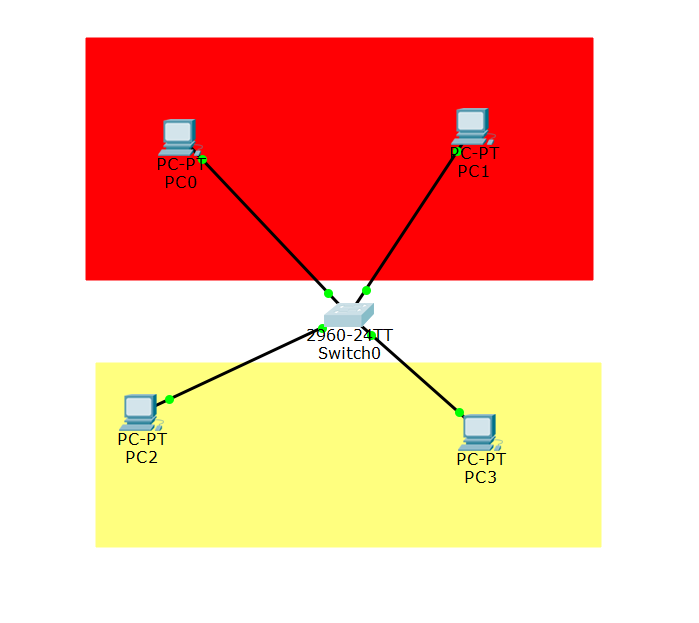 PC-PT
PC0
PC-PT
PC1
2960-24TT
Switch0
PC-PT
PC2
PC-PT
PC3